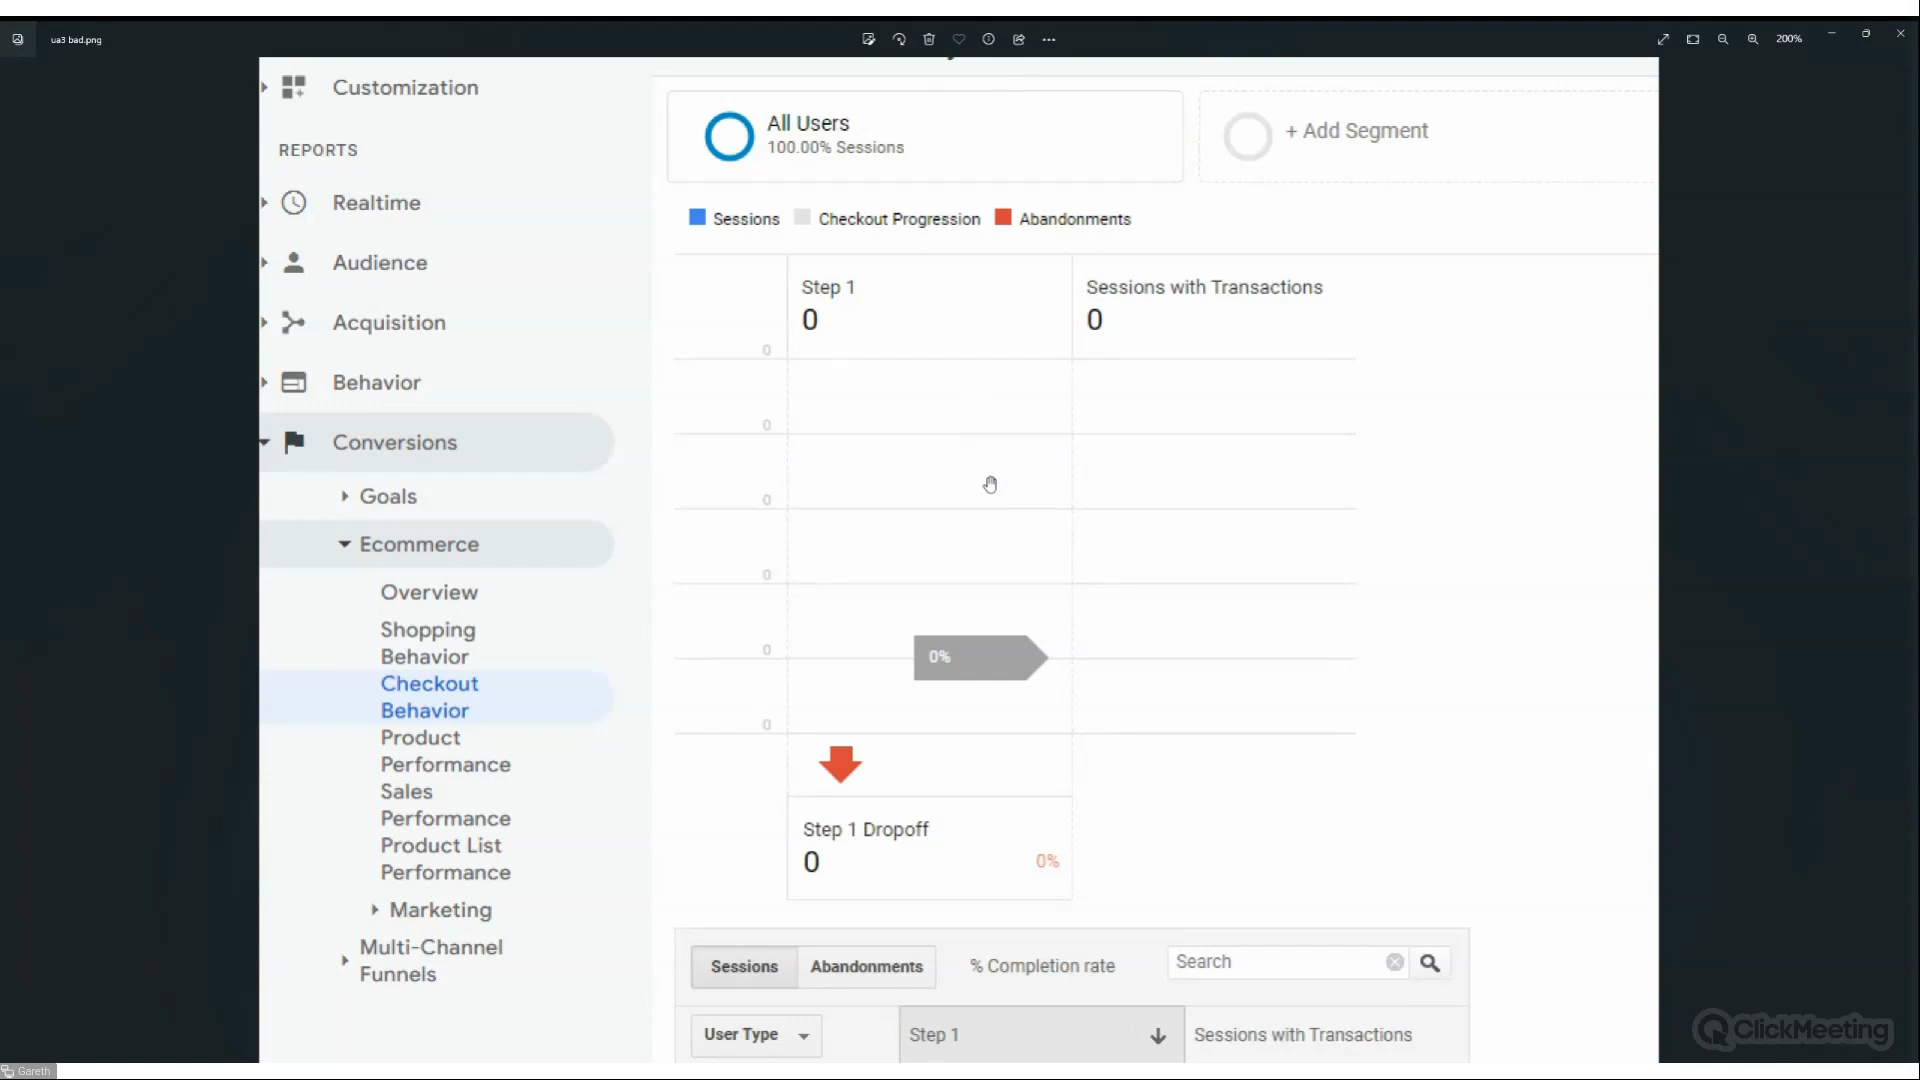 ua3 bad.png
200%
Customization
REPORTS
Realtime
Audience
Acquisition
Behavior
Conversions
Goals
Ecommerce
Overview
Shopping
Behavior
Checkout
Behavior
Product
Performance
Sales
Performance
Product List
Performance
Marketing
Multi-Channel
Funnels
All Users
100.00% Sessions
+ Add Segment
Sessions Checkout Progression Abandonments
Step 1 Sessions with Transactions
0 0
0
0
0
0
0
0%
0
Step 1 Dropoff
0 0%
Sessions Abandonments % Completion rate Search
User Type Step 1 Sessions with Transactions
ClickMeeting
Gareth